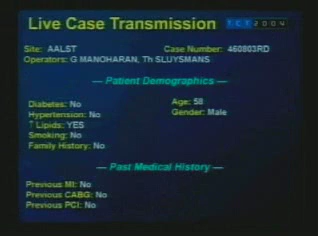 Live Case Transmission TCT2004
Site: AALST Case Number: 460803RD
Operators: G MANOHARAN, Th SLUYSMANS
— Patient Demographics —
Diabetes: No Age: 58
Hypertension: No Gender: Male
↑ Lipids: YES
Smoking: No
Family History: No
— Past Medical History —
Previous MI: No
Previous CABG: No
Previous PCI: No